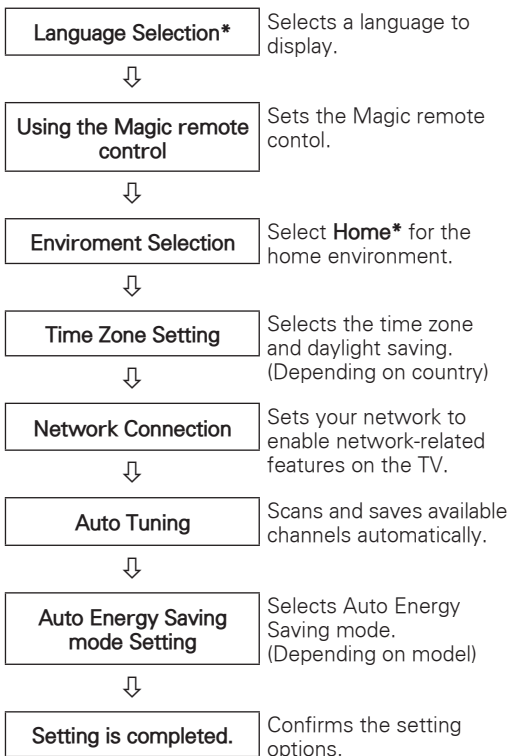 Language Selection*
Selects a language to
display.
Using the Magic remote
control
Sets the Magic remote
contol.
Enviroment Selection
Select Home* for the
home environment.
Time Zone Setting
Selects the time zone
and daylight saving.
(Depending on country)
Network Connection
Sets your network to
enable network-related
features on the TV.
Auto Tuning
Scans and saves available
channels automatically.
Auto Energy Saving
mode Setting
Selects Auto Energy
Saving mode.
(Depending on model)
Setting is completed.
Confirms the setting
options.